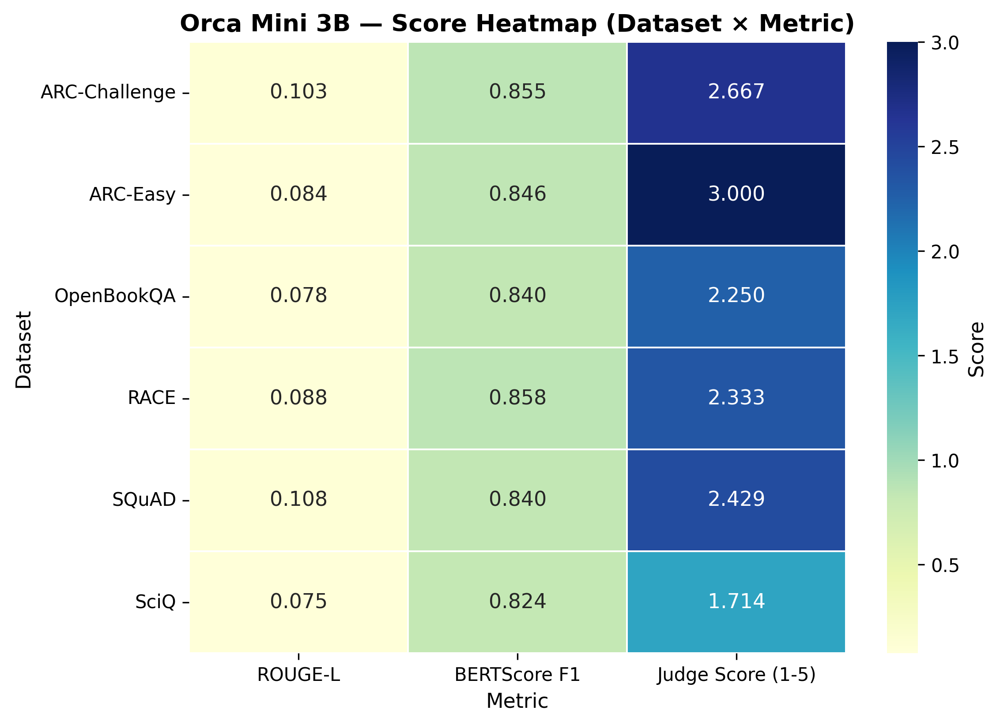 Orca Mini 3B — Score Heatmap (Dataset × Metric)
ARC-Challenge 0.103 0.855 2.667
ARC-Easy 0.084 0.846 3.000
OpenBookQA 0.078 0.840 2.250
RACE 0.088 0.858 2.333
SQuAD 0.108 0.840 2.429
SciQ 0.075 0.824 1.714
Dataset
ROUGE-L BERTScore F1 Judge Score (1-5)
Metric
3.0
2.5
2.0
1.5
1.0
0.5
Score